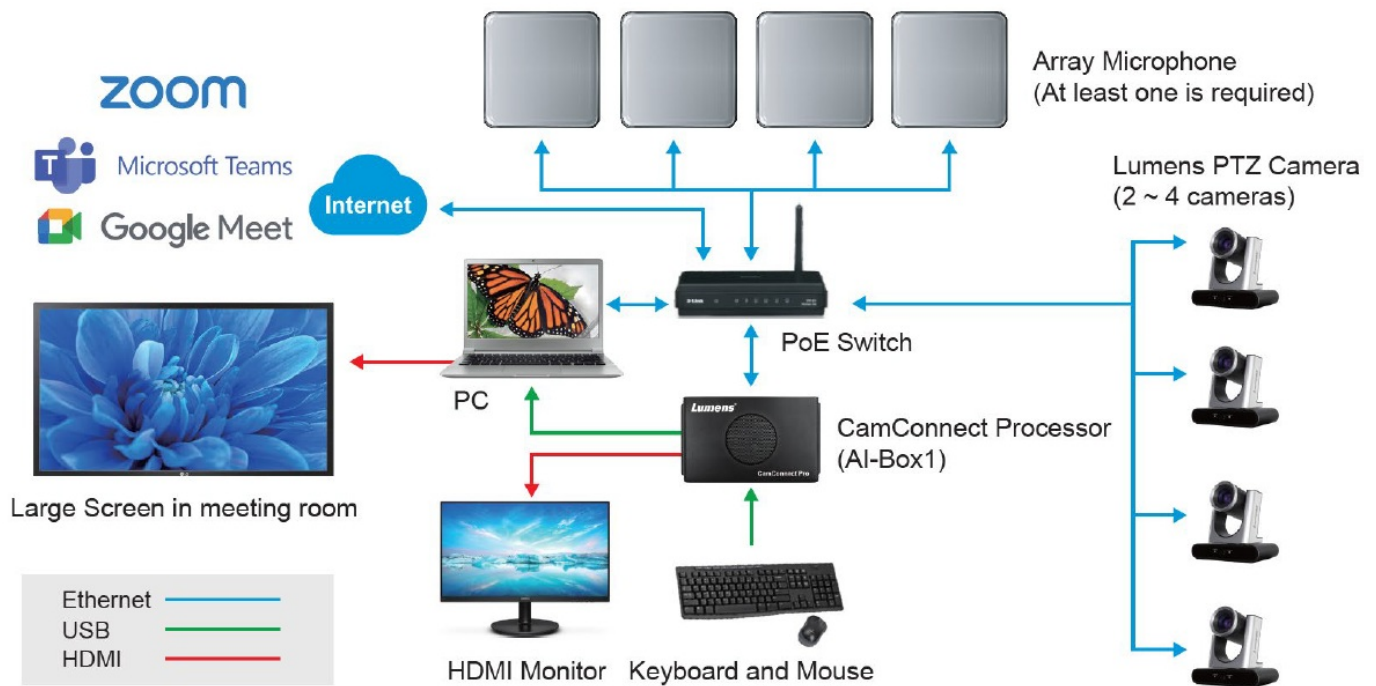 Array Microphone
(At least one is required)
zoom
Microsoft Teams
Google Meet
Internet
Lumens PTZ Camera
(2 ~ 4 cameras)
PoE Switch
PC
Lumens
CamConnect Pro
CamConnect Processor
(AI-Box1)
Large Screen in meeting room
HDMI Monitor
Keyboard and Mouse
Ethernet
USB
HDMI